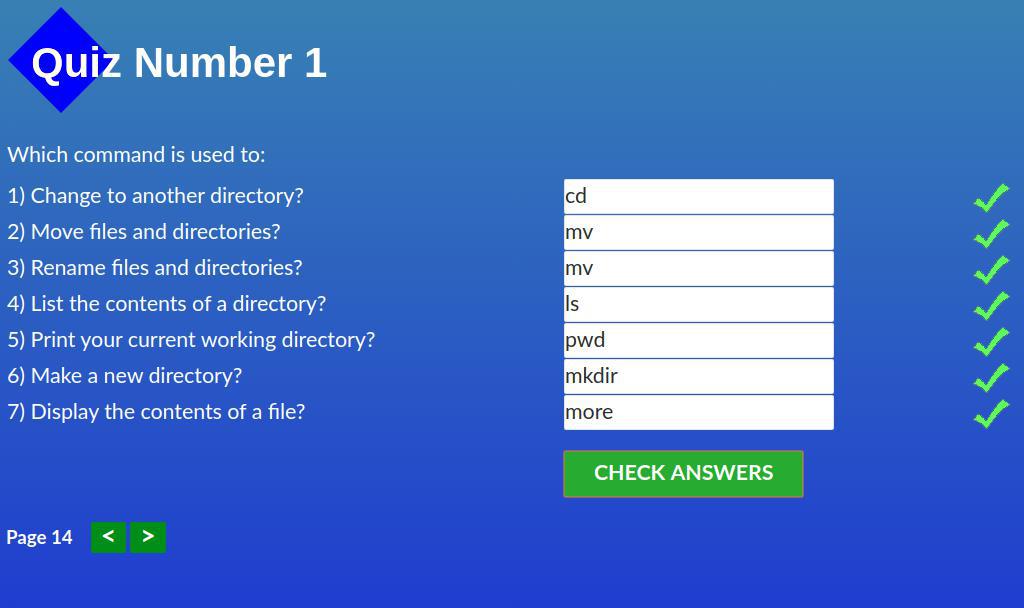 Quiz Number 1
Which command is used to:
1) Change to another directory? cd
2) Move files and directories? mv
3) Rename files and directories? mv
4) List the contents of a directory? ls
5) Print your current working directory? pwd
6) Make a new directory? mkdir
7) Display the contents of a file? more
CHECK ANSWERS
Page 14 < >